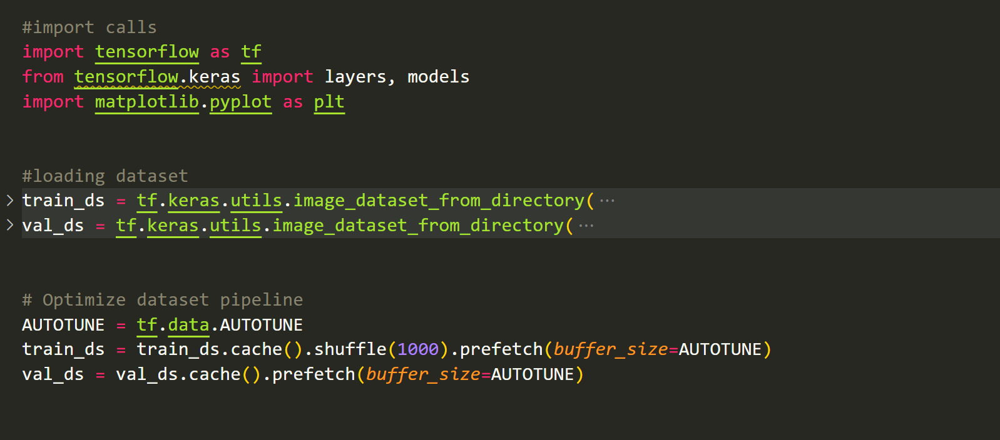 #import calls
import tensorflow as tf
from tensorflow.keras import layers, models
import matplotlib.pyplot as plt
#loading dataset
train_ds = tf.keras.utils.image_dataset_from_directory(···
val_ds = tf.keras.utils.image_dataset_from_directory(···
# Optimize dataset pipeline
AUTOTUNE = tf.data.AUTOTUNE
train_ds = train_ds.cache().shuffle(1000).prefetch(buffer_size=AUTOTUNE)
val_ds = val_ds.cache().prefetch(buffer_size=AUTOTUNE)